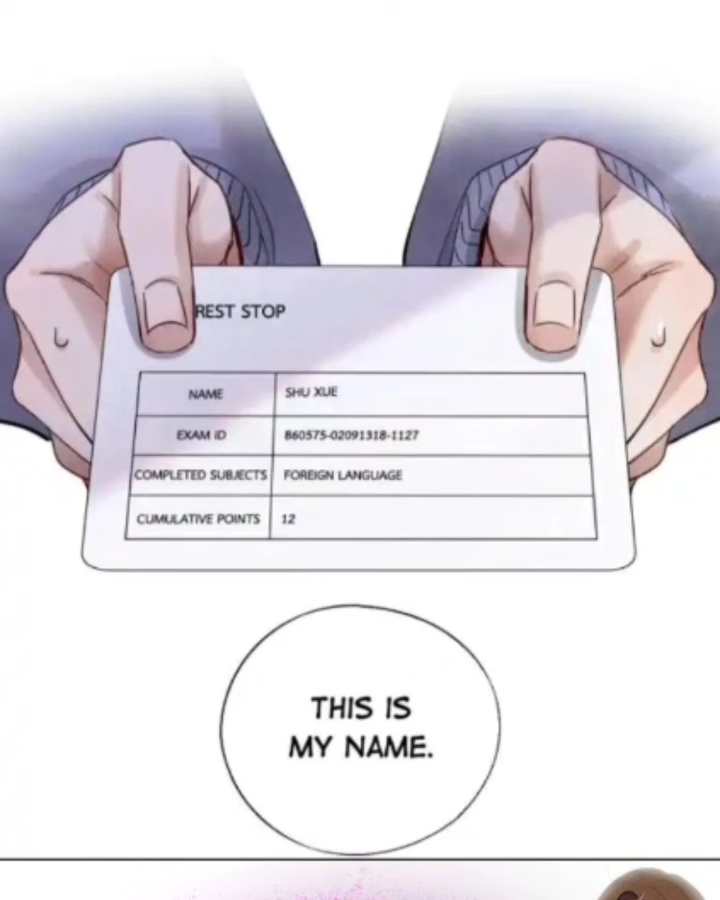 REST STOP
NAME SHU XUE
EXAM ID 860575-02091318-1127
COMPLETED SUBJECTS FOREIGN LANGUAGE
CUMULATIVE POINTS 12
THIS IS
MY NAME.